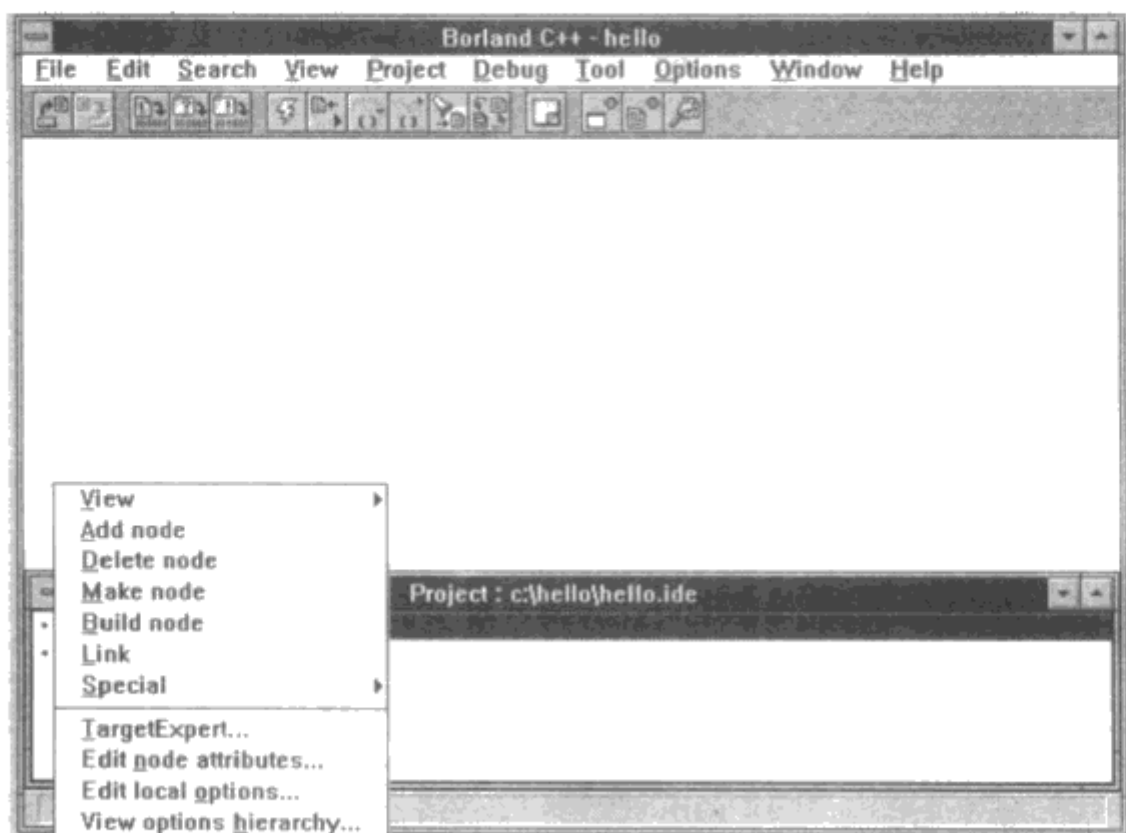 Borland C++ - hello
File Edit Search View Project Debug Tool Options Window Help
View
Add node
Delete node
Make node
Build node
Link
Special
TargetExpert...
Edit node attributes...
Edit local options...
View options hierarchy...
Project : c:\hello\hello.ide